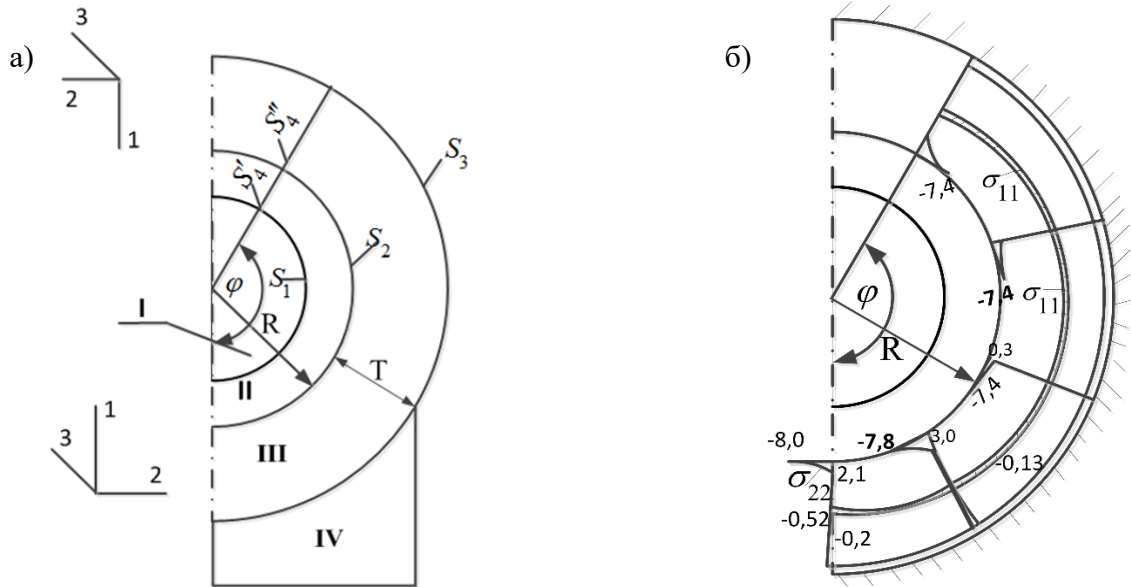 а)
3
2
1
S''₄
S'₄
S₃
S₂
S₁
φ
I
R
T
II
III
IV
1
3
2
б)
-7,4
σ₁₁
-7,4
σ₁₁
φ
R
0,3
-7,4
-8,0
-7,8
3,0
σ₂₂
2,1
-0,13
-0,52
-0,2